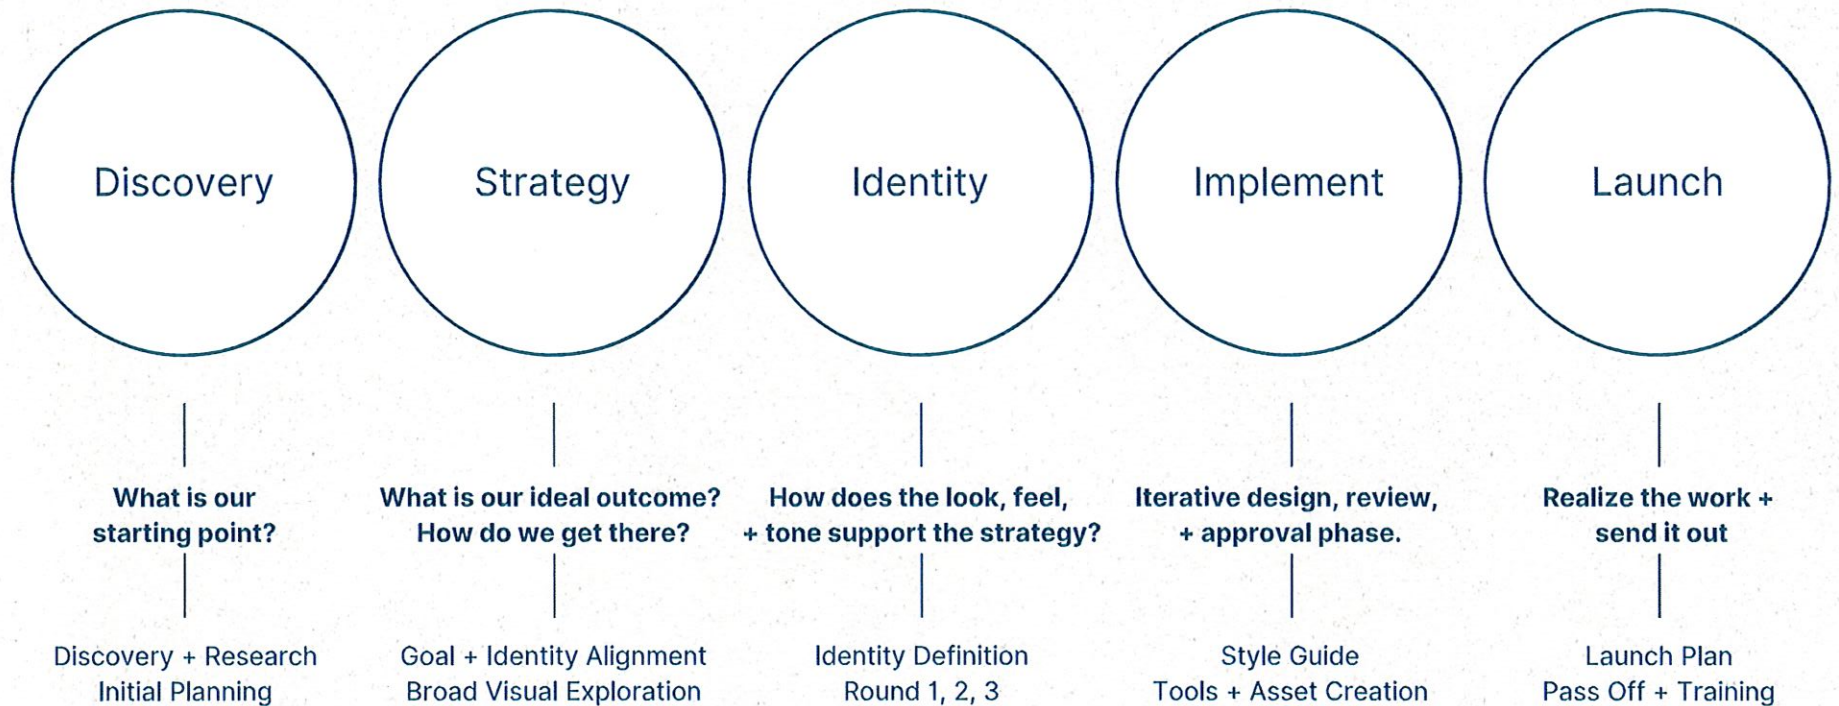 Discovery
Strategy
Identity
Implement
Launch
What is our
starting point?
What is our ideal outcome?
How do we get there?
How does the look, feel,
+ tone support the strategy?
Iterative design, review,
+ approval phase.
Realize the work +
send it out
Discovery + Research
Initial Planning
Goal + Identity Alignment
Broad Visual Exploration
Identity Definition
Round 1, 2, 3
Style Guide
Tools + Asset Creation
Launch Plan
Pass Off + Training